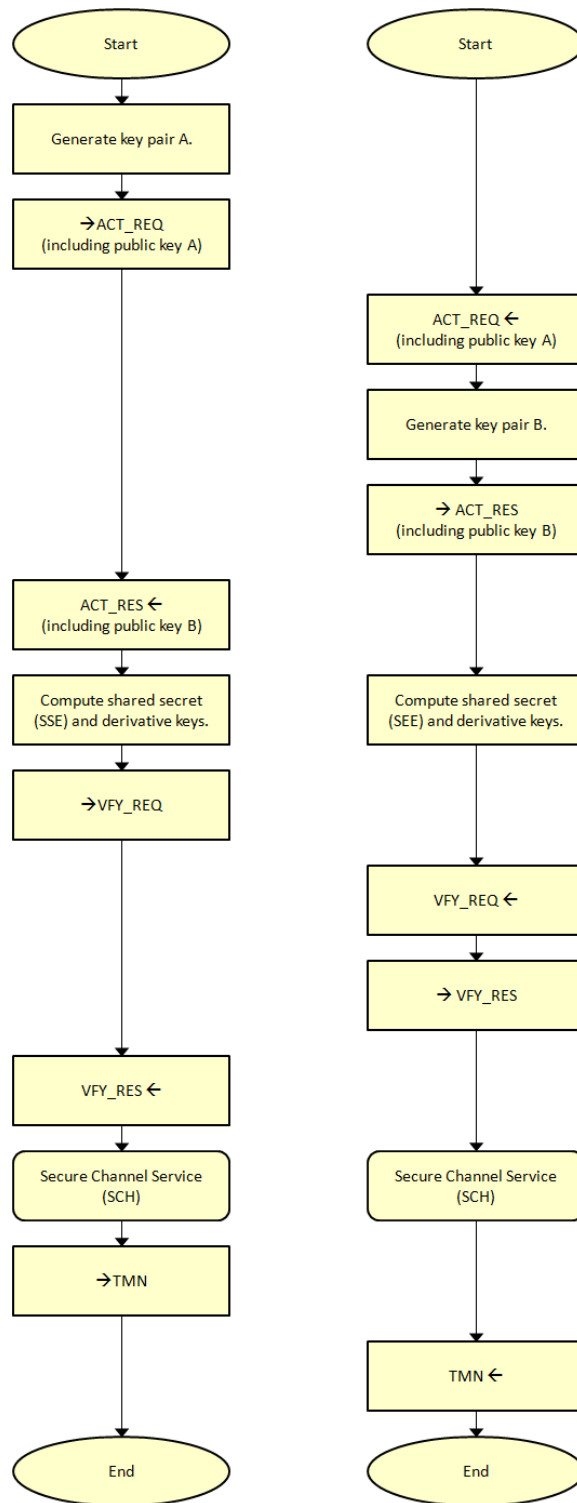 Start
Generate key pair A.
→ACT_REQ
(including public key A)
ACT_RES ←
(including public key B)
Compute shared secret
(SSE) and derivative keys.
→VFY_REQ
VFY_RES ←
Secure Channel Service
(SCH)
→TMN
End
Start
ACT_REQ ←
(including public key A)
Generate key pair B.
→ ACT_RES
(including public key B)
Compute shared secret
(SEE) and derivative keys.
VFY_REQ ←
→ VFY_RES
Secure Channel Service
(SCH)
TMN ←
End